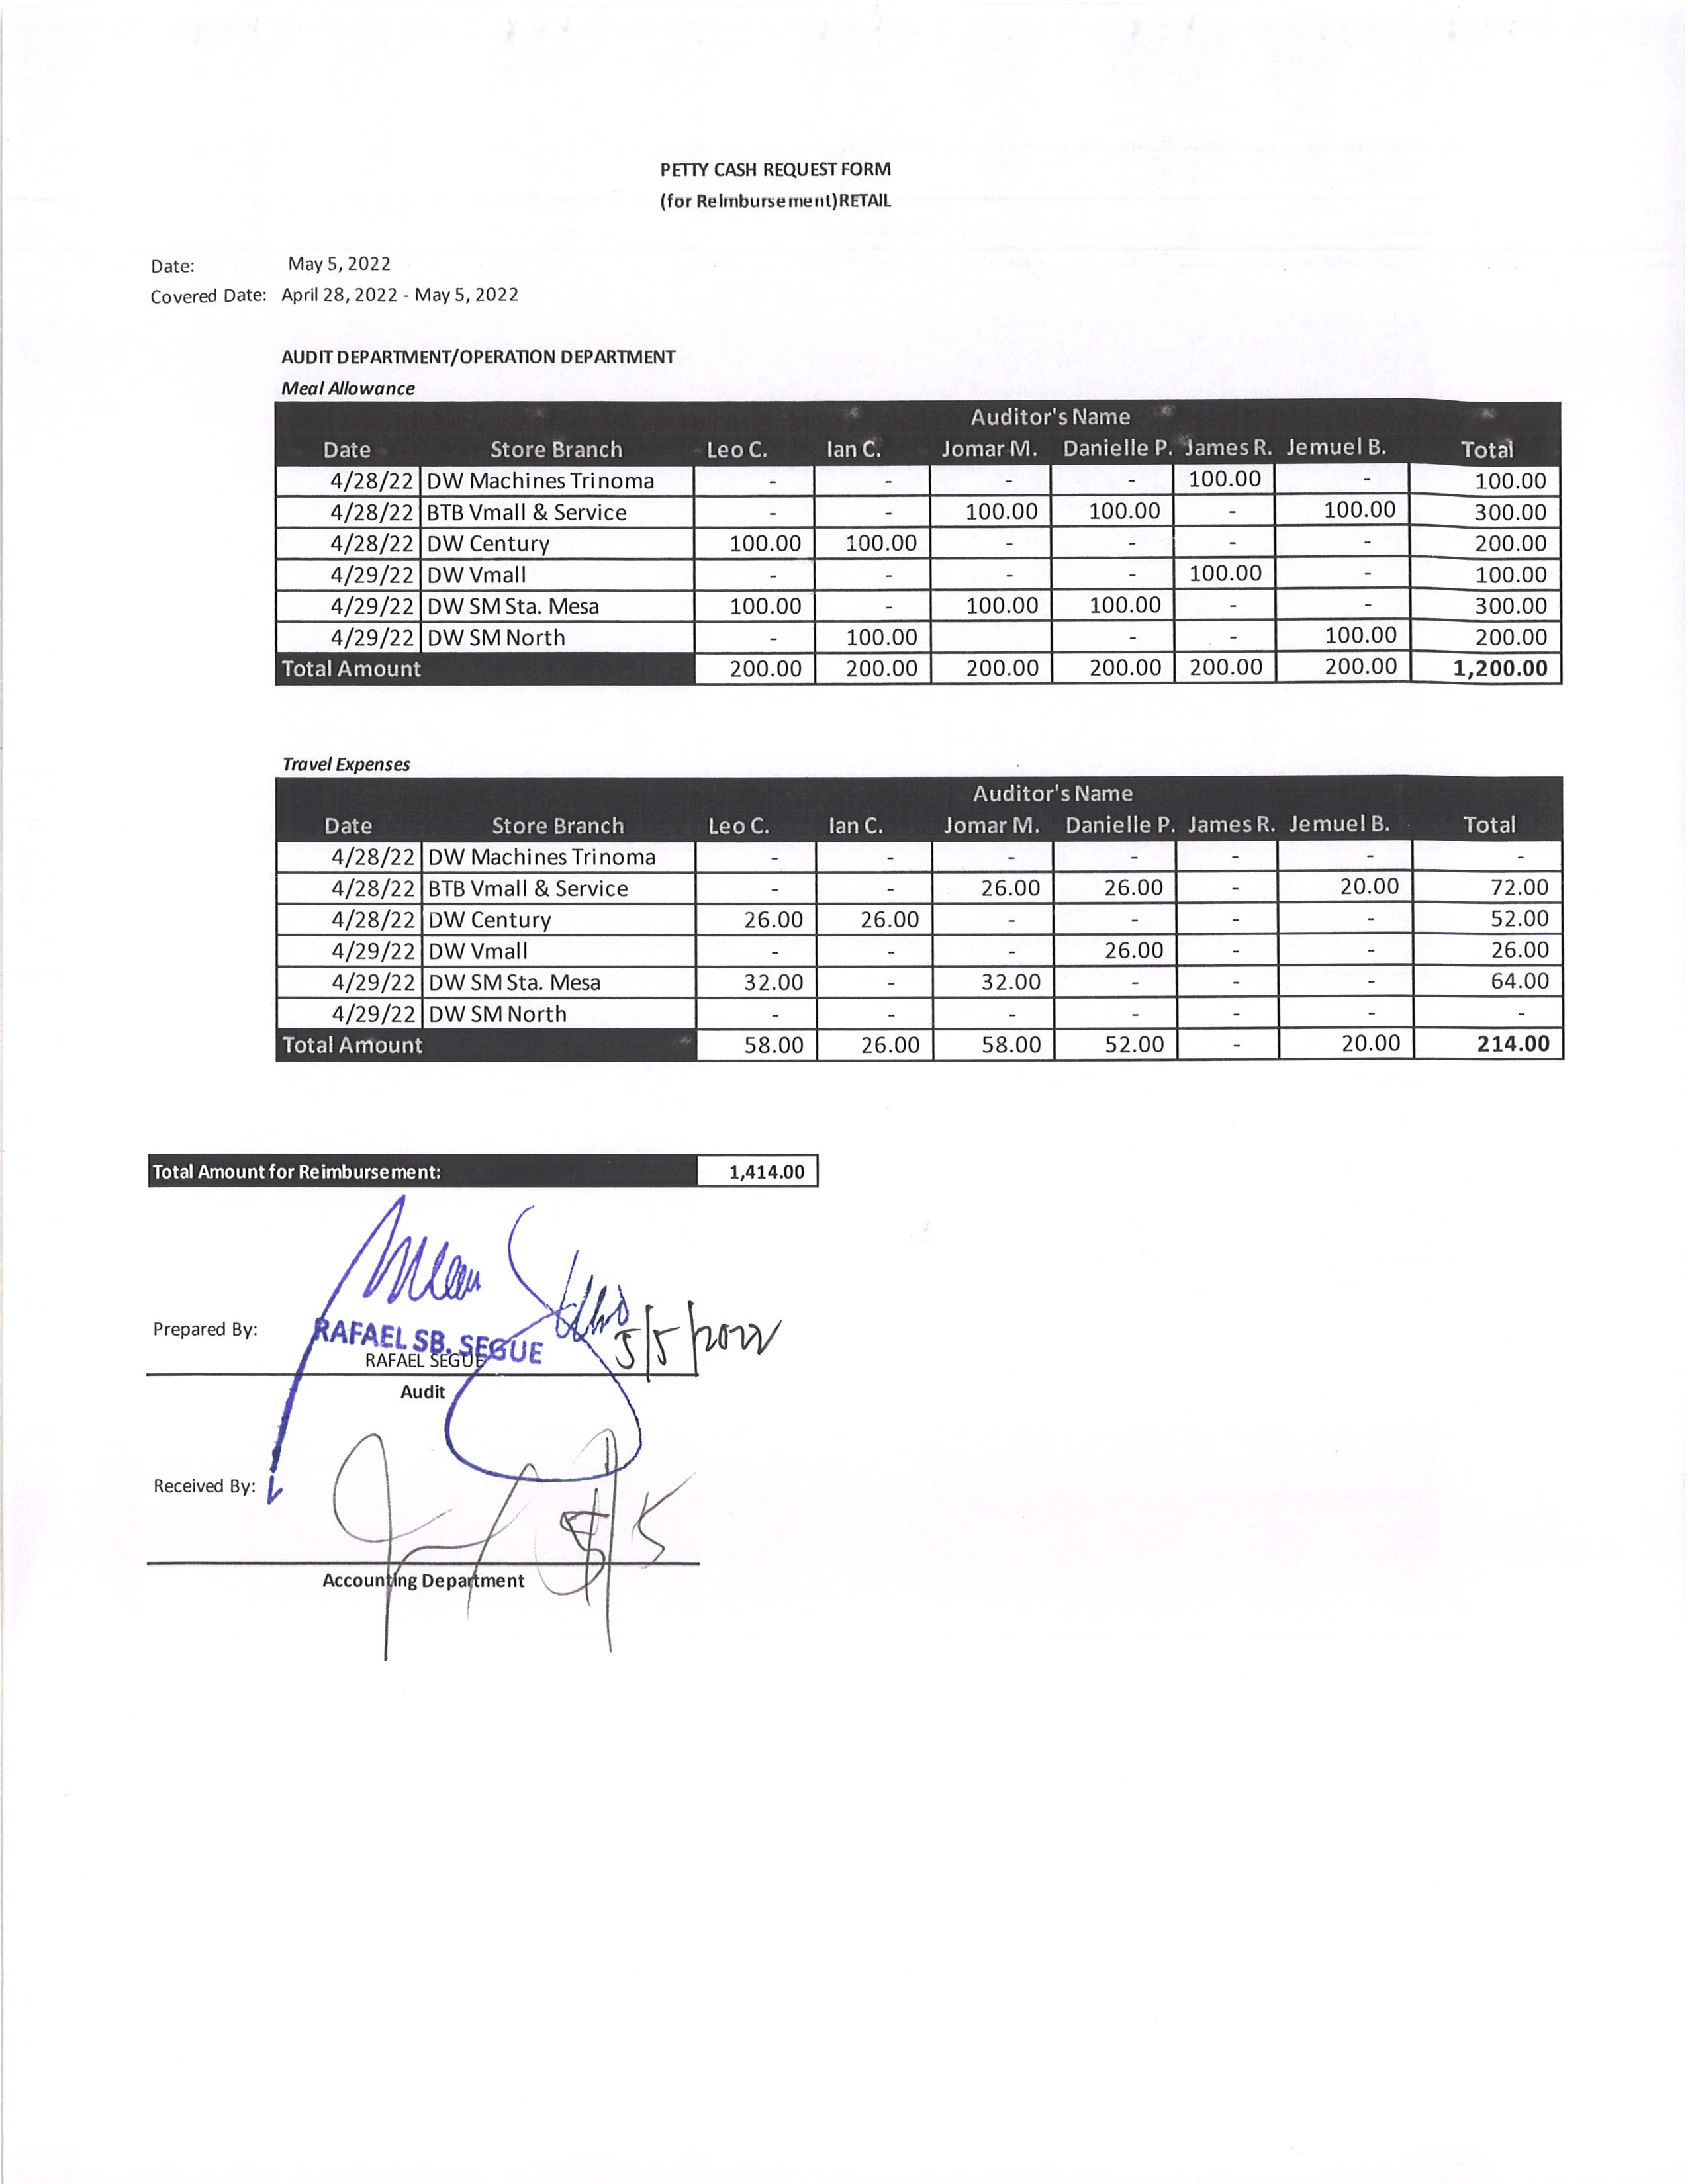 PETTY CASH REQUEST FORM
(for Reimbursement)RETAIL
Date: May 5, 2022
Covered Date: April 28, 2022 - May 5, 2022
AUDIT DEPARTMENT/OPERATION DEPARTMENT
Meal Allowance
Auditor's Name
Date Store Branch Leo C. Ian C. Jomar M. Danielle P. James R. Jemuel B. Total
4/28/22 DW Machines Trinoma - - - - 100.00 - 100.00
4/28/22 BTB Vmall & Service - - 100.00 100.00 - 100.00 300.00
4/28/22 DW Century 100.00 100.00 - - - - 200.00
4/29/22 DW Vmall - - - - 100.00 - 100.00
4/29/22 DW SM Sta. Mesa 100.00 - 100.00 100.00 - - 300.00
4/29/22 DW SM North - 100.00 - - 100.00 200.00
Total Amount 200.00 200.00 200.00 200.00 200.00 200.00 1,200.00
Travel Expenses
Auditor's Name
Date Store Branch Leo C. Ian C. Jomar M. Danielle P. James R. Jemuel B. Total
4/28/22 DW Machines Trinoma - - - - - - -
4/28/22 BTB Vmall & Service - - 26.00 26.00 - 20.00 72.00
4/28/22 DW Century 26.00 26.00 - - - - 52.00
4/29/22 DW Vmall - - - 26.00 - - 26.00
4/29/22 DW SM Sta. Mesa 32.00 - 32.00 - - - 64.00
4/29/22 DW SM North - - - - - - -
Total Amount 58.00 26.00 58.00 52.00 - 20.00 214.00
Total Amount for Reimbursement: 1,414.00
Prepared By: RAFAEL SB. SEGUE 5/5/2022
RAFAEL SEGUE
Audit
Received By:
Accounting Department